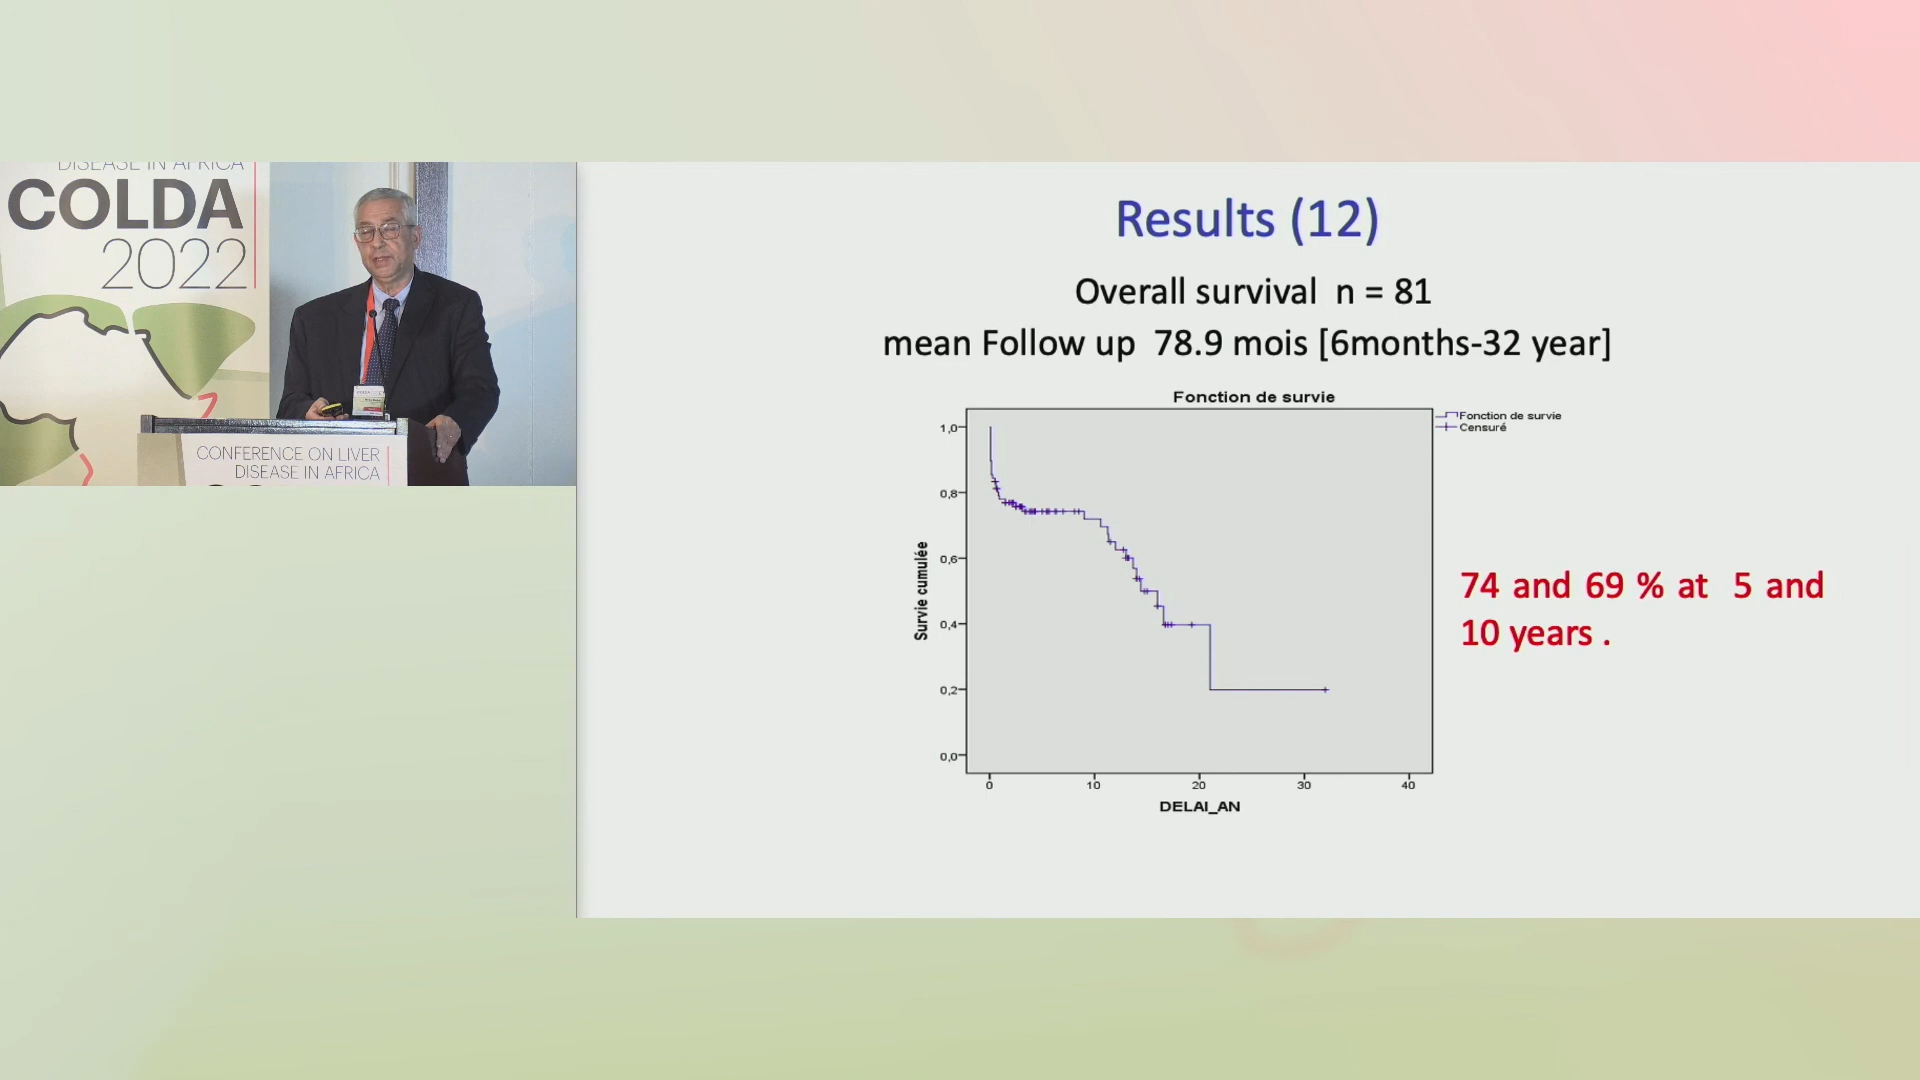 DISEASE IN AFRICA
COLDA
2022
CONFERENCE ON LIVER
DISEASE IN AFRICA
Results (12)
Overall survival n = 81
mean Follow up 78.9 mois [6months-32 year]
Fonction de survie
Fonction de survie
Censuré
1,0
0,8
0,6
0,4
0,2
0,0
Survie cumulée
0 10 20 30 40
DELAI_AN
74 and 69 % at 5 and
10 years .